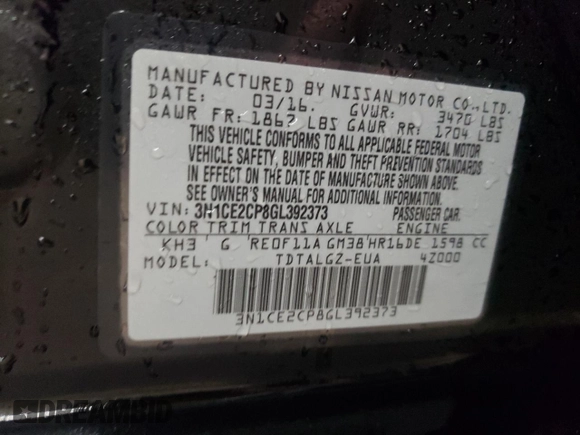 MANUFACTURED BY NISSAN MOTOR CO., LTD.
DATE: 03/16. GVWR: 3470 LBS
GAWR FR: 1867 LBS GAWR RR: 1704 LBS
THIS VEHICLE CONFORMS TO ALL APPLICABLE FEDERAL MOTOR
VEHICLE SAFETY, BUMPER AND THEFT PREVENTION STANDARDS
IN EFFECT ON THE DATE OF MANUFACTURE SHOWN ABOVE.
SEE OWNER'S MANUAL FOR ADDITIONAL INFORMATION.
VIN: 3N1CE2CP8GL392373 PASSENGER CAR.
COLOR TRIM TRANS AXLE ENGINE
KH3 G RE0F11A GM38 HR16DE 1598 CC
MODEL: TDTALGZ-EUA 4Z000
3N1CE2CP8GL392373
DREAMBID